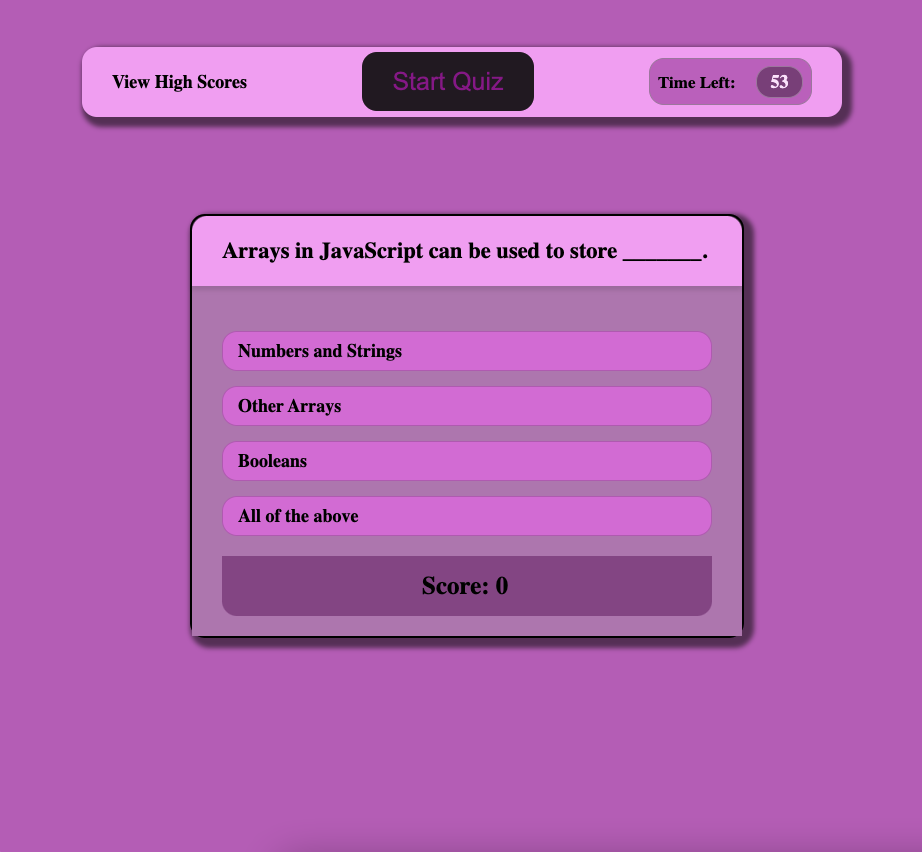 View High Scores
Start Quiz
Time Left: 53
Arrays in JavaScript can be used to store _______.
Numbers and Strings
Other Arrays
Booleans
All of the above
Score: 0